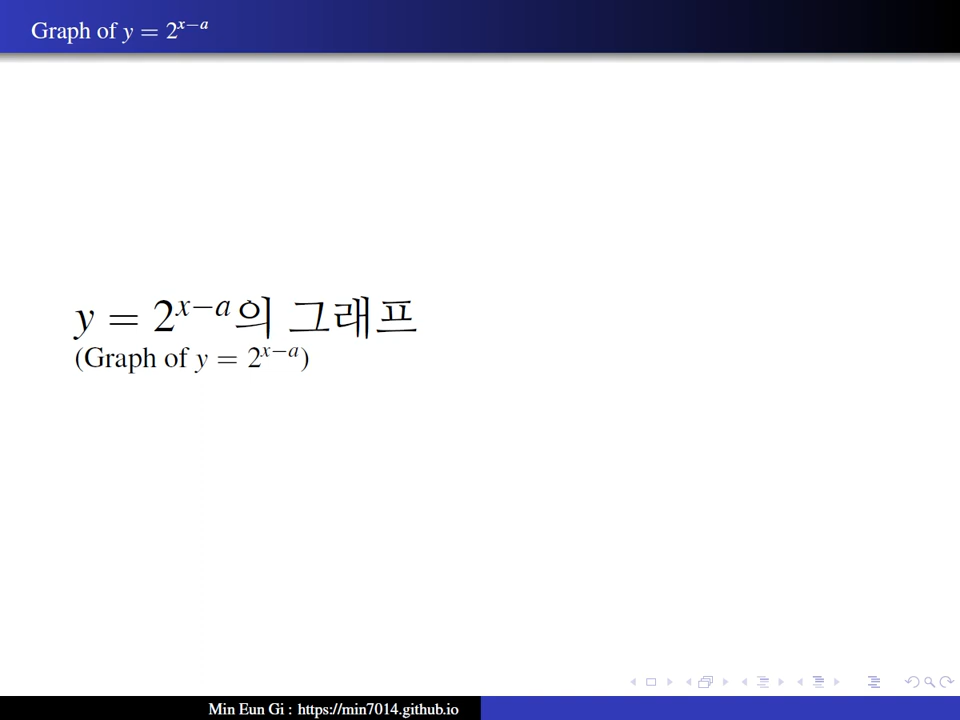 Graph of y = 2^{x−a}
y = 2^{x−a}의 그래프
(Graph of y = 2^{x−a})
Min Eun Gi : https://min7014.github.io